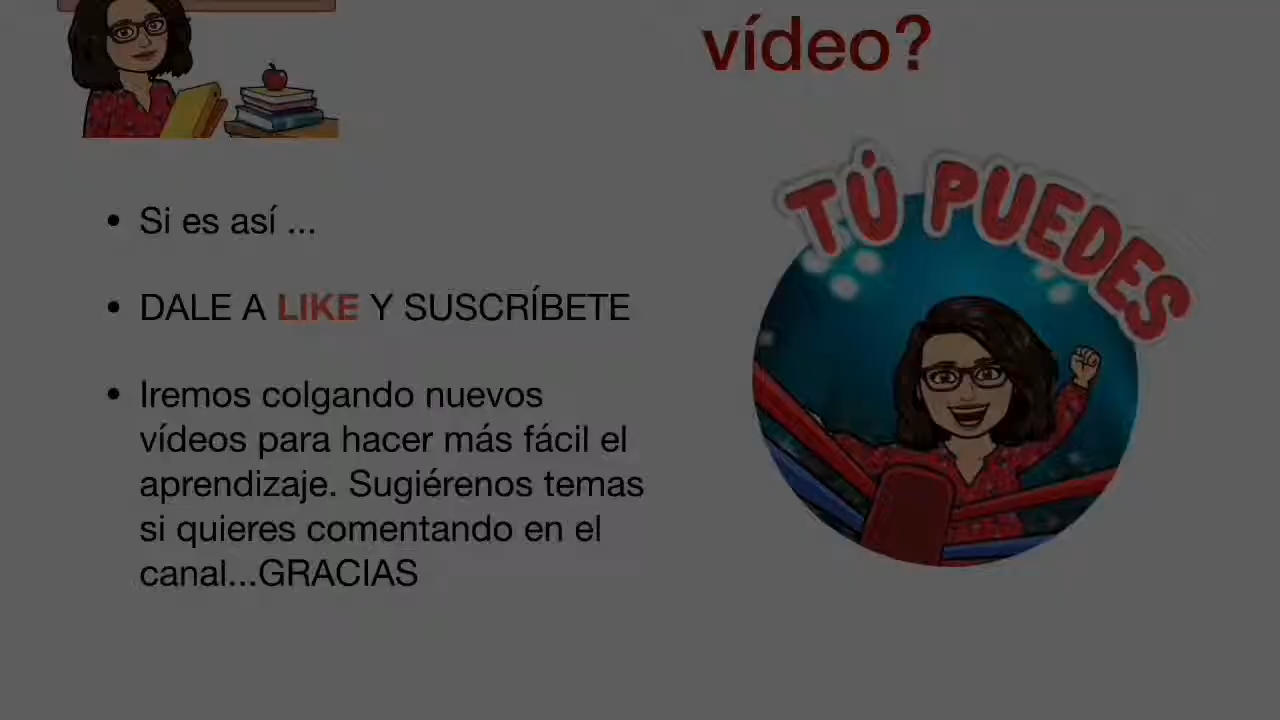 vídeo?
TÚ PUEDES
• Si es así ...
• DALE A LIKE Y SUSCRÍBETE
• Iremos colgando nuevos
vídeos para hacer más fácil el
aprendizaje. Sugiérenos temas
si quieres comentando en el
canal...GRACIAS